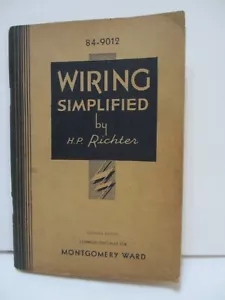 84-9012
WIRING
SIMPLIFIED
by
H.P. Richter
MONTGOMERY WARD